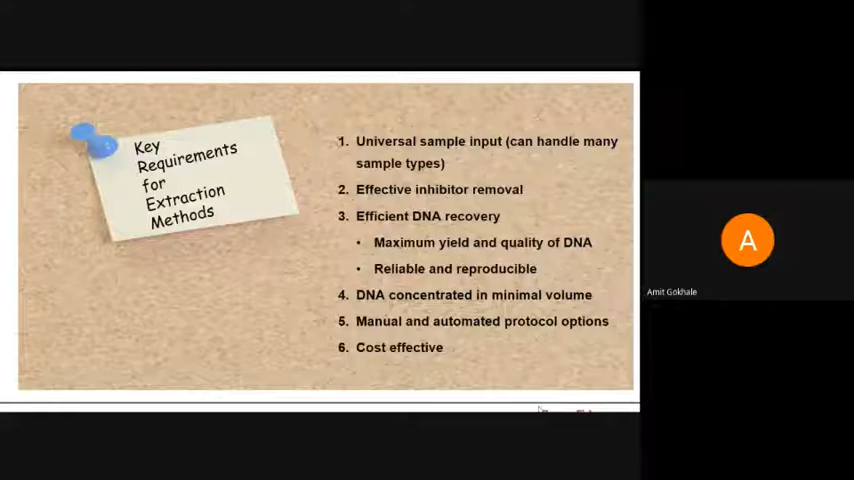 Key
Requirements
for
Extraction
Methods
1. Universal sample input (can handle many
sample types)
2. Effective inhibitor removal
3. Efficient DNA recovery
• Maximum yield and quality of DNA
• Reliable and reproducible
4. DNA concentrated in minimal volume
5. Manual and automated protocol options
6. Cost effective
A
Amit Gokhale